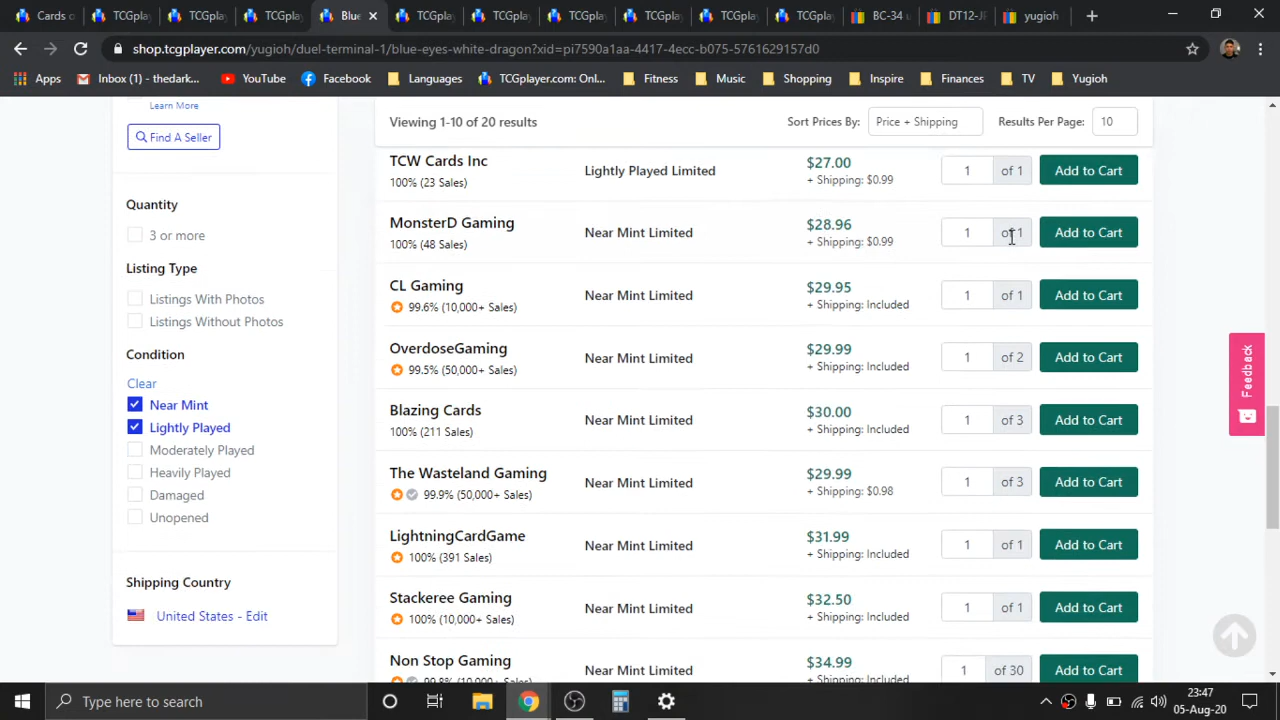 Cards c
TCGPlay
TCGPlay
TCGPla
Blue
TCGPla
TCGPla
TCGPla
TCGPla
TCGPla
TCGPla
BC-34 u
DT12-JP
yugioh
shop.tcgplayer.com/yugioh/duel-terminal-1/blue-eyes-white-dragon?xid=pi7590a1aa-4417-4ecc-b075-5761629157d0
Apps
Inbox (1) - thedark...
YouTube
Facebook
Languages
TCGplayer.com: Onl...
Fitness
Music
Shopping
Inspire
Finances
TV
Yugioh
Learn More
Find A Seller
Quantity
3 or more
Listing Type
Listings With Photos
Listings Without Photos
Condition
Clear
Near Mint
Lightly Played
Moderately Played
Heavily Played
Damaged
Unopened
Shipping Country
United States - Edit
Viewing 1-10 of 20 results
Sort Prices By: Price + Shipping Results Per Page: 10
TCW Cards Inc
100% (23 Sales)
Lightly Played Limited
$27.00
+ Shipping: $0.99
1 of 1
Add to Cart
MonsterD Gaming
100% (48 Sales)
Near Mint Limited
$28.96
+ Shipping: $0.99
1 of 1
Add to Cart
CL Gaming
99.6% (10,000+ Sales)
Near Mint Limited
$29.95
+ Shipping: Included
1 of 1
Add to Cart
OverdoseGaming
99.5% (50,000+ Sales)
Near Mint Limited
$29.99
+ Shipping: Included
1 of 2
Add to Cart
Blazing Cards
100% (211 Sales)
Near Mint Limited
$30.00
+ Shipping: Included
1 of 3
Add to Cart
The Wasteland Gaming
99.9% (50,000+ Sales)
Near Mint Limited
$29.99
+ Shipping: $0.98
1 of 3
Add to Cart
LightningCardGame
100% (391 Sales)
Near Mint Limited
$31.99
+ Shipping: Included
1 of 1
Add to Cart
Stackeree Gaming
100% (10,000+ Sales)
Near Mint Limited
$32.50
+ Shipping: Included
1 of 1
Add to Cart
Non Stop Gaming
Near Mint Limited
$34.99
1 of 30
Add to Cart
Feedback
Type here to search
23:47
05-Aug-20